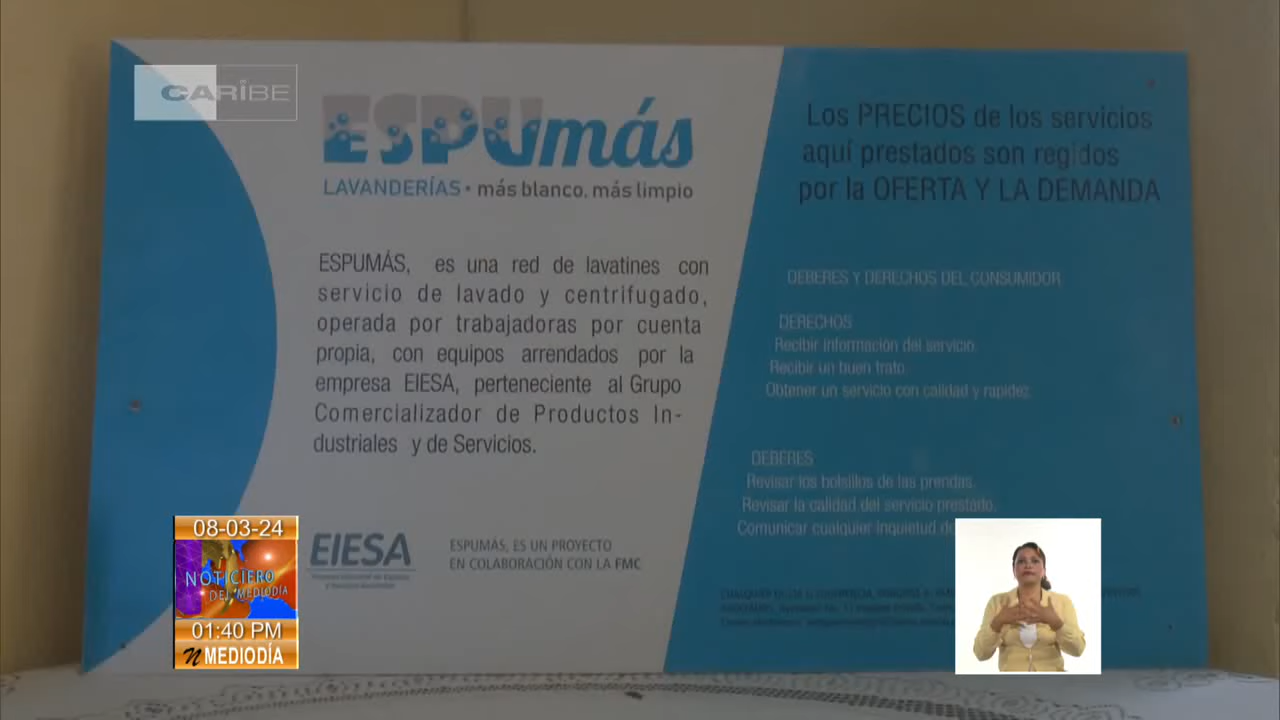 CARIBE
ESPUmás
LAVANDERÍAS • más blanco, más limpio
ESPUMÁS, es una red de lavatines con
servicio de lavado y centrifugado,
operada por trabajadoras por cuenta
propia, con equipos arrendados por la
empresa EIESA, perteneciente al Grupo
Comercializador de Productos In-
dustriales y de Servicios.
EIESA
ESPUMÁS, ES UN PROYECTO
EN COLABORACIÓN CON LA FMC
Los PRECIOS de los servicios
aquí prestados son regidos
por la OFERTA Y LA DEMANDA
DEBERES Y DERECHOS DEL CONSUMIDOR
DERECHOS
Recibir información del servicio.
Recibir un buen trato.
Obtener un servicio con calidad y rapidez.
DEBERES
Revisar los bolsillos de las prendas.
Revisar la calidad del servicio prestado.
Comunicar cualquier inquietud
08-03-24
NOTICIERO
DEL MEDIODÍA
01:40 PM
N MEDIODÍA